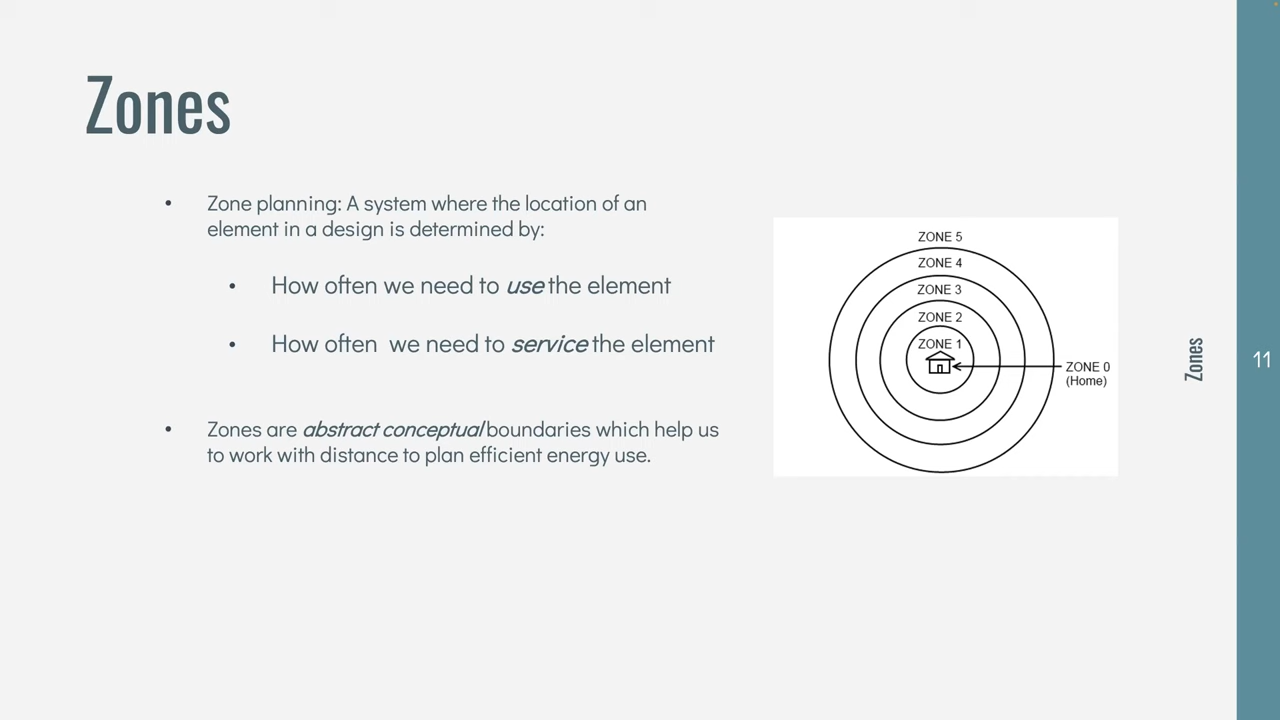 Zones
• Zone planning: A system where the location of an
element in a design is determined by:
• How often we need to use the element
• How often we need to service the element
• Zones are abstract conceptual boundaries which help us
to work with distance to plan efficient energy use.
ZONE 5
ZONE 4
ZONE 3
ZONE 2
ZONE 1
ZONE 0
(Home)
Zones
11